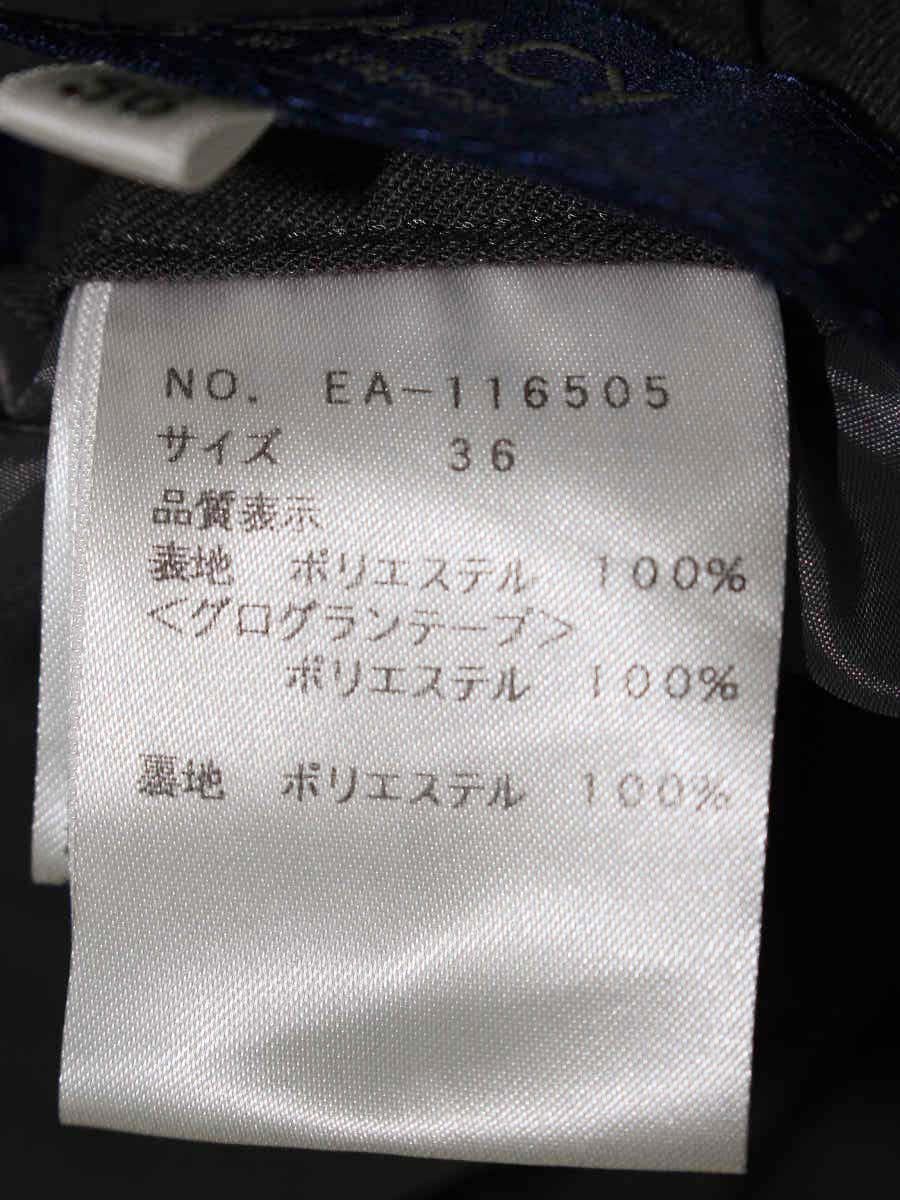 NO. EA-116505
サイズ 36
品質表示
表地 ポリエステル 100%
<グログランテープ>
ポリエステル 100%
裏地 ポリエステル 100%